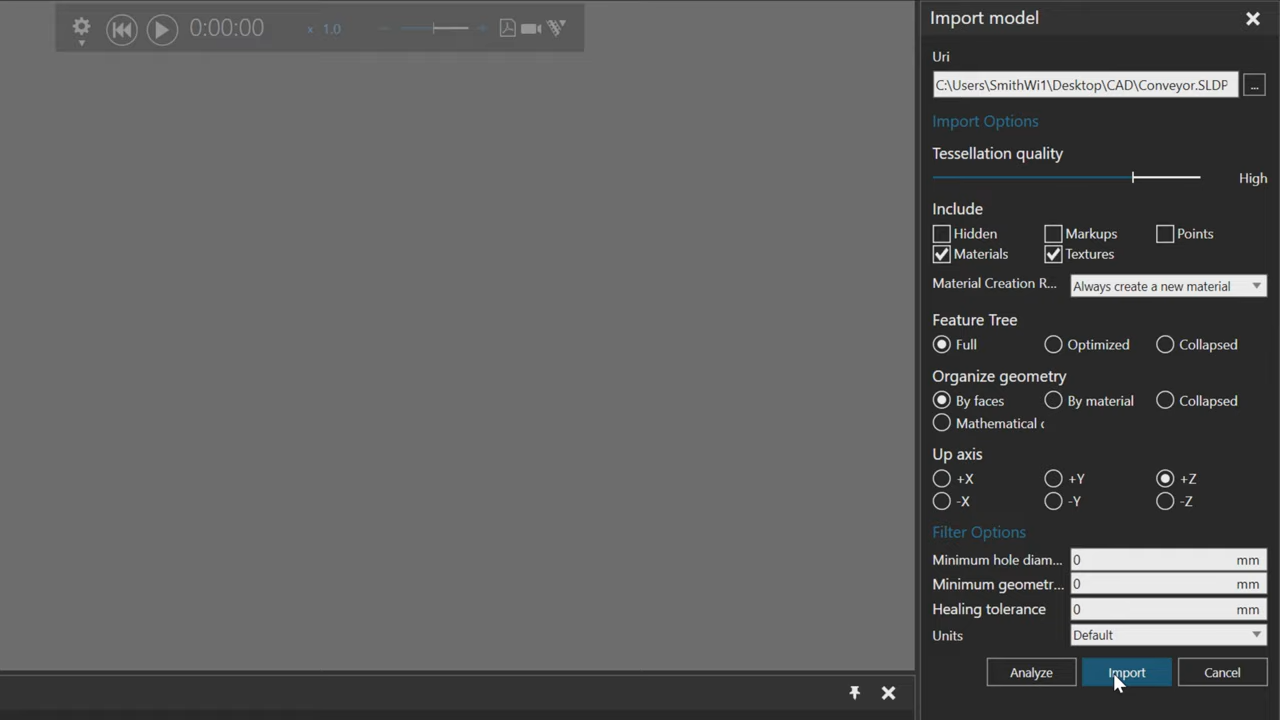 Import model
0:00:00
x 1.0
Uri
C:\Users\SmithWi1\Desktop\CAD\Conveyor.SLDP
...
Import Options
Tessellation quality
High
Include
Hidden Markups Points
Materials Textures
Material Creation R... Always create a new material
Feature Tree
Full Optimized Collapsed
Organize geometry
By faces By material Collapsed
Mathematical c
Up axis
+X +Y +Z
-X -Y -Z
Filter Options
Minimum hole diam... 0 mm
Minimum geometr... 0 mm
Healing tolerance 0 mm
Units Default
Analyze Import Cancel